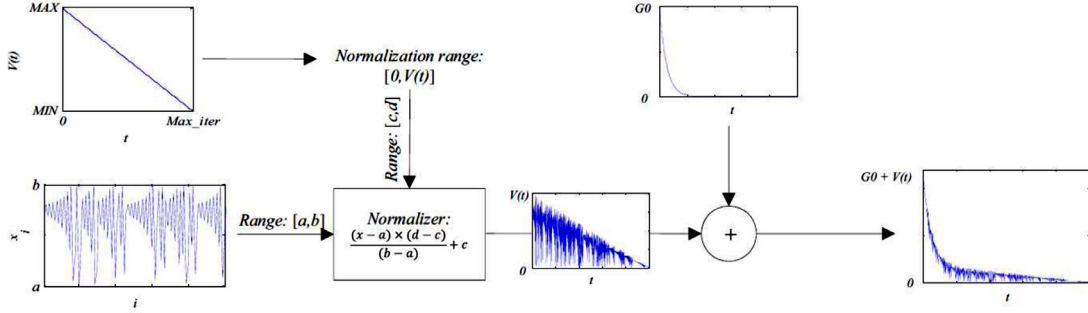 MAX
V(t)
MIN
0
Max_iter
t
Normalization range:
[0,V(t)]
Range: [c,d]
G0
0
t
b
x_i
a
i
Range: [a,b]
Normalizer:
(x − a) × (d − c)
(b − a)
+ c
V(t)
0
t
+
G0 + V(t)
0
t